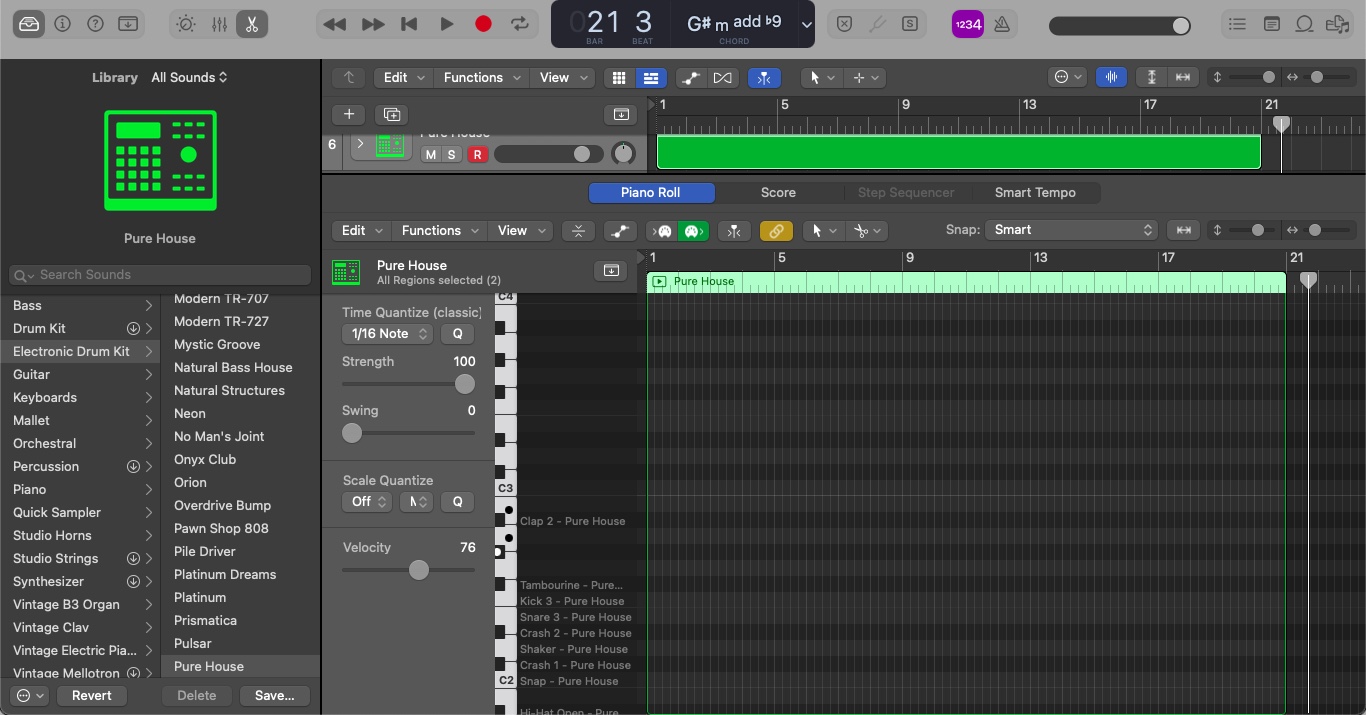 21 3
BAR BEAT
G# m add ♭9
CHORD
1234
Library All Sounds
Pure House
Search Sounds
Bass
Drum Kit
Electronic Drum Kit
Guitar
Keyboards
Mallet
Orchestral
Percussion
Piano
Quick Sampler
Studio Horns
Studio Strings
Synthesizer
Vintage B3 Organ
Vintage Clav
Vintage Electric Pia...
Vintage Mellotron
Modern TR-707
Modern TR-727
Mystic Groove
Natural Bass House
Natural Structures
Neon
No Man's Joint
Onyx Club
Orion
Overdrive Bump
Pawn Shop 808
Pile Driver
Platinum Dreams
Platinum
Prismatica
Pulsar
Pure House
Revert Delete Save...
Edit Functions View
1 5 9 13 17 21
6 Pure House
M S R
Piano Roll Score Step Sequencer Smart Tempo
Edit Functions View Snap: Smart
1 5 9 13 17 21
Pure House
All Regions selected (2)
Pure House
Time Quantize (classic)
1/16 Note Q
Strength 100
Swing 0
Scale Quantize
Off Q
Velocity 76
C4
C3
Clap 2 - Pure House
Tambourine - Pure...
Kick 3 - Pure House
Snare 3 - Pure House
Crash 2 - Pure House
Shaker - Pure House
Crash 1 - Pure House
C2 Snap - Pure House
Hi-Hat Open - Pure...